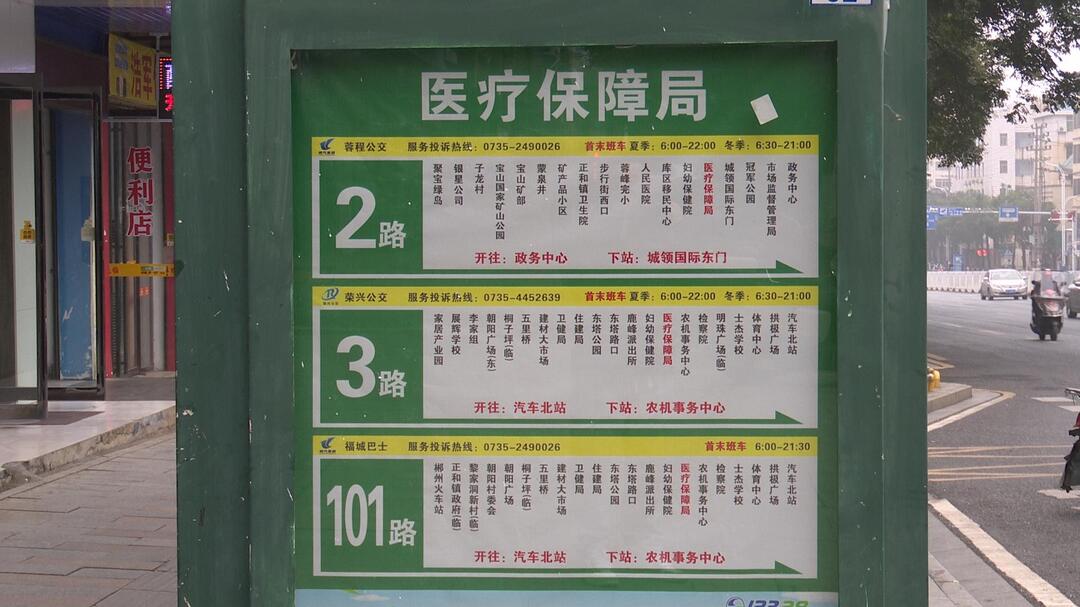 医疗保障局
蓉程公交 服务投诉热线: 0735-2490026 首末班车 夏季: 6:00-22:00 冬季: 6:30-21:00
2路
聚宝绿岛
银星公司
子龙村
宝山国家矿山公园
宝山矿部
蒙泉井
矿产品小区
正和镇卫生院
步行街西口
蓉峰完小
人民医院
库区移民中心
妇幼保健院
医疗保障局
城领国际东门
冠军公园
市场监督管理局
政务中心
开往: 政务中心 下站: 城领国际东门
荣兴公交 服务投诉热线: 0735-4452639 首末班车 夏季: 6:00-22:00 冬季: 6:30-21:00
3路
家居产业园
展辉学校
李家组
朝阳广场(东)
桐子坪(临)
五里桥
建材大市场
卫健局
住建局
东塔公园
东塔路口
鹿峰派出所
妇幼保健院
医疗保障局
农机事务中心
检察院
明珠广场(临)
士杰学校
体育中心
拱极广场
汽车北站
开往: 汽车北站 下站: 农机事务中心
福城巴士 服务投诉热线: 0735-2490026 首末班车 6:00-21:30
101路
郴州火车站
正和镇政府(临)
黎家洞新村(临)
朝阳村委会
朝阳广场
桐子坪(临)
五里桥
建材大市场
卫健局
住建局
东塔公园
东塔路口
鹿峰派出所
妇幼保健院
医疗保障局
农机事务中心
检察院
士杰学校
体育中心
拱极广场
汽车北站
开往: 汽车北站 下站: 农机事务中心
便利店